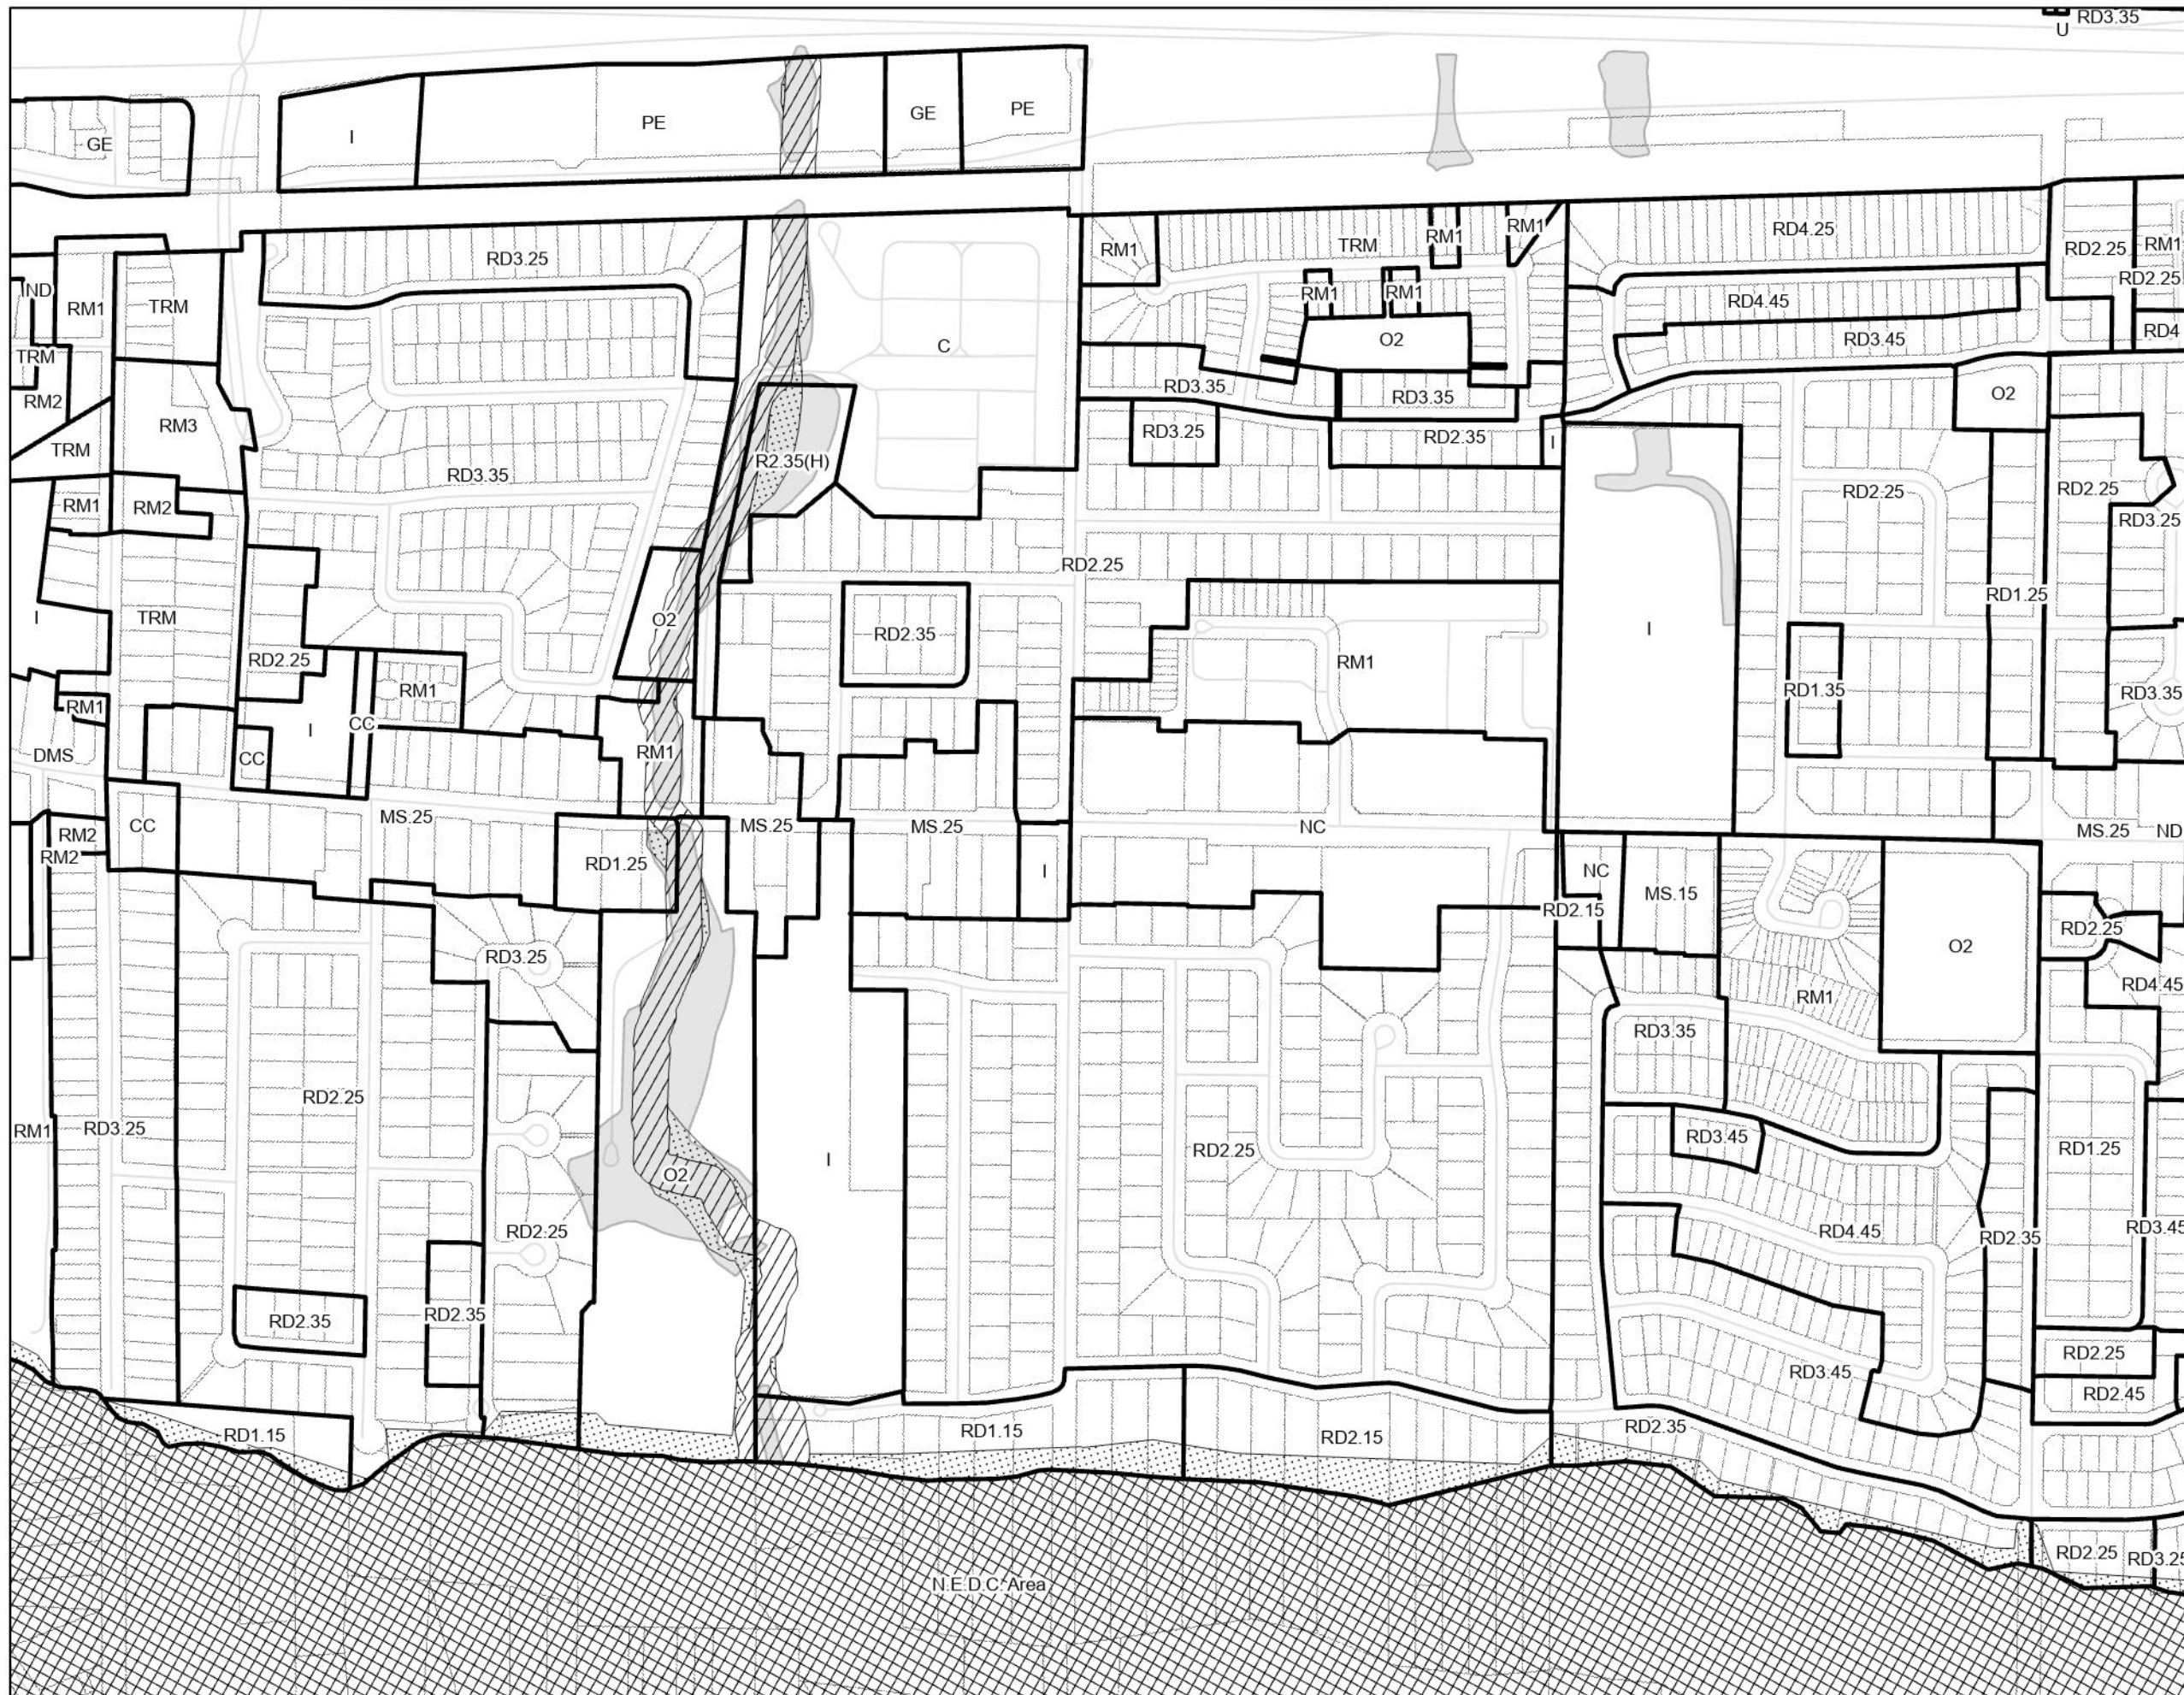 RD3.35
U
GE
I
PE
GE
PE
RD3.25
RM1
TRM
RM1
RM1
RD4.25
RD2.25
RM1
RD2.25
ND
RM1
TRM
RM1
RM1
RD4.45
RD4
TRM
C
O2
RD3.45
RM2
RD3.35
RD3.35
O2
RM3
TRM
RD3.25
RD2.35
I
R2.35(H)
RD3.35
RD2.25
RD2.25
RD3.25
RM1
RM2
RD2.25
RD1.25
I
TRM
O2
RD2.35
I
RD2.25
RM1
RM1
RD1.35
RD3.35
RM1
CC
I
DMS
CC
RM1
MS.25
MS.25
MS.25
NC
MS.25
ND
RM2
CC
RM2
RD1.25
I
NC
MS.15
RD2.15
RD2.25
O2
RD3.25
RD4.45
RM1
RD3.35
RD2.25
RM1
RD3.25
RD3.45
RD2.25
RD1.25
I
O2
RD2.25
RD4.45
RD2.35
RD3.45
RD2.35
RD2.35
RD2.25
RD3.45
RD2.45
RD1.15
RD1.15
RD2.15
RD2.35
RD2.25
RD3.25
N.E.D.C. Area